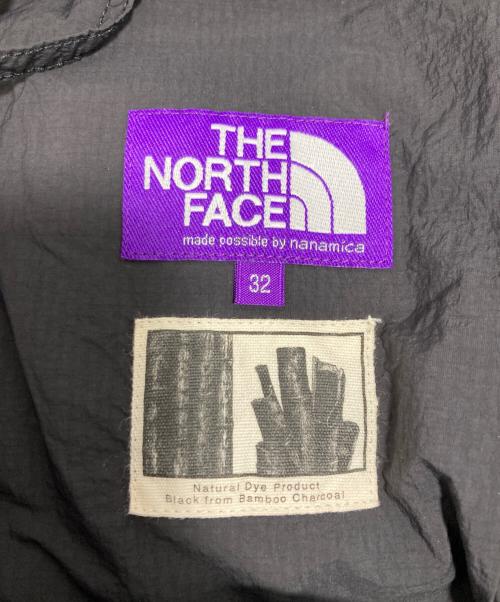 THE
NORTH
FACE
made possible by nanamica
32
Natural Dye Product
Black from Bamboo Charcoal